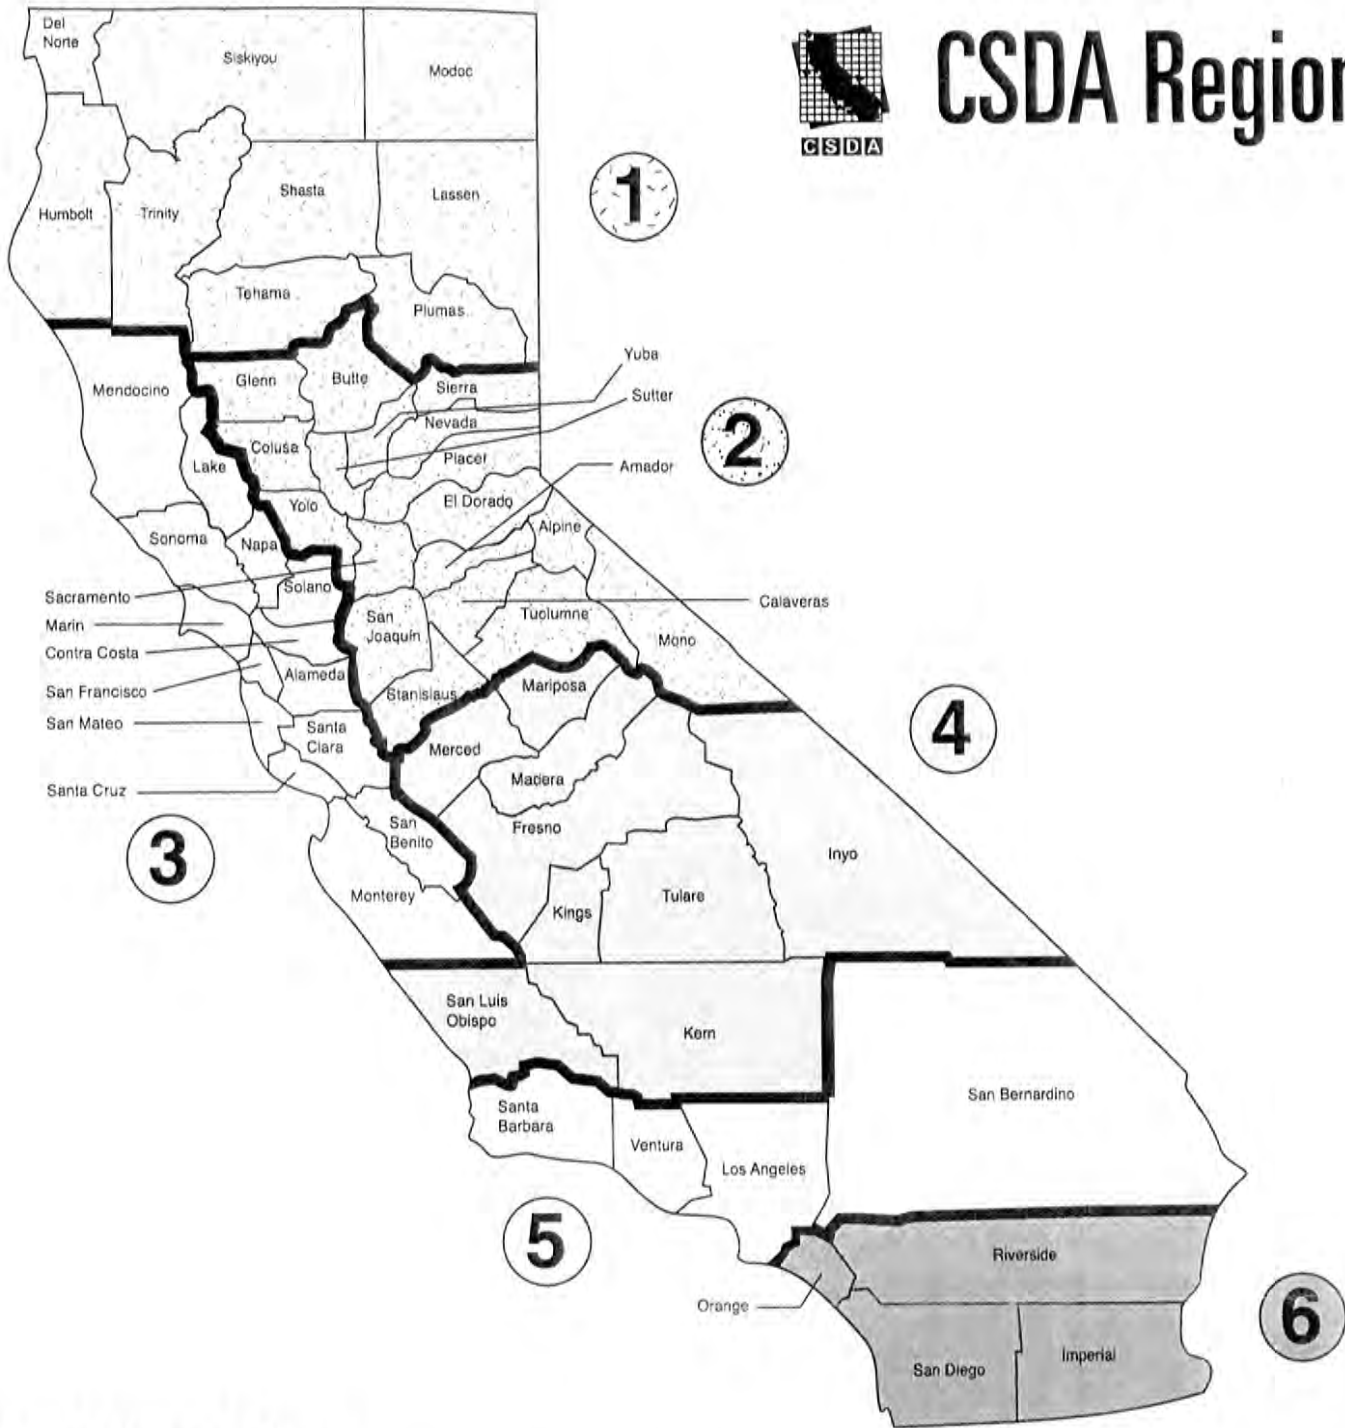 CSDA Region
CSDA
Del
Norte
Siskiyou
Modoc
1
Shasta
Lassen
Humbolt
Trinity
Tehama
Plumas
Yuba
Mendocino
Glenn
Butte
Sierra
Sutter
Nevada
2
Colusa
Placer
Lake
Amador
Yolo
El Dorado
Alpine
Sonoma
Napa
Solano
Sacramento
Calaveras
San
Joaquin
Tuolumne
Marin
Mono
Contra Costa
Alameda
San Francisco
Stanislaus
Mariposa
San Mateo
Santa
Clara
Merced
4
Madera
Santa Cruz
San
Benito
Fresno
3
Inyo
Monterey
Kings
Tulare
San Luis
Obispo
Kern
San Bernardino
Santa
Barbara
Ventura
Los Angeles
5
Riverside
Orange
6
San Diego
Imperial